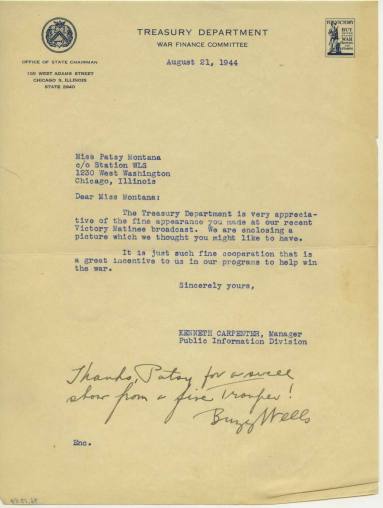 TREASURY DEPARTMENT
WAR FINANCE COMMITTEE
FOR VICTORY
BUY
WAR
OFFICE OF STATE CHAIRMAN
CHICAGO 3, ILLINOIS
STATE 2940
August 21, 1944
Miss Patsy Montana
c/o Station WLS
1230 West Washington
Chicago, Illinois
Dear Miss Montana:
The Treasury Department is very apprecia-
tive of the fine appearance you made at our recent
Victory Matinee broadcast. We are enclosing a
picture which we thought you might like to have.
It is just such fine cooperation that is
a great incentive to us in our programs to help win
the war.
Sincerely yours,
KENNETH CARPENTER, Manager
Public Information Division
Thanks, Patsy for a swell
show from a fine Trouper!
Buzz Wells
Enc.